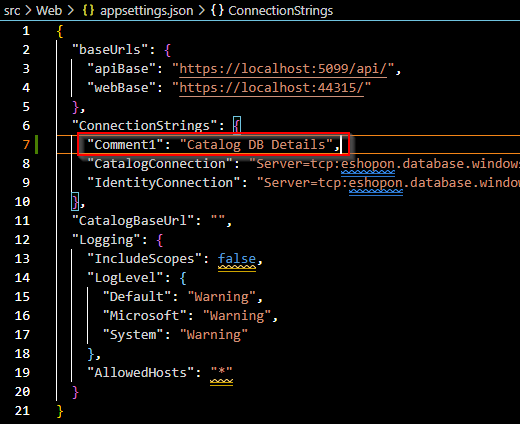 src > Web > {} appsettings.json > {} ConnectionStrings
1 {
2 "baseUrls": {
3 "apiBase": "https://localhost:5099/api/",
4 "webBase": "https://localhost:44315/"
5 },
6 "ConnectionStrings": {
7 "Comment1": "Catalog DB Details",
8 "CatalogConnection": "Server=tcp:eshopon.database.windows
9 "IdentityConnection": "Server=tcp:eshopon.database.windows
10 },
11 "CatalogBaseUrl": "",
12 "Logging": {
13 "IncludeScopes": false,
14 "LogLevel": {
15 "Default": "Warning",
16 "Microsoft": "Warning",
17 "System": "Warning"
18 },
19 "AllowedHosts": "*"
20 }
21 }